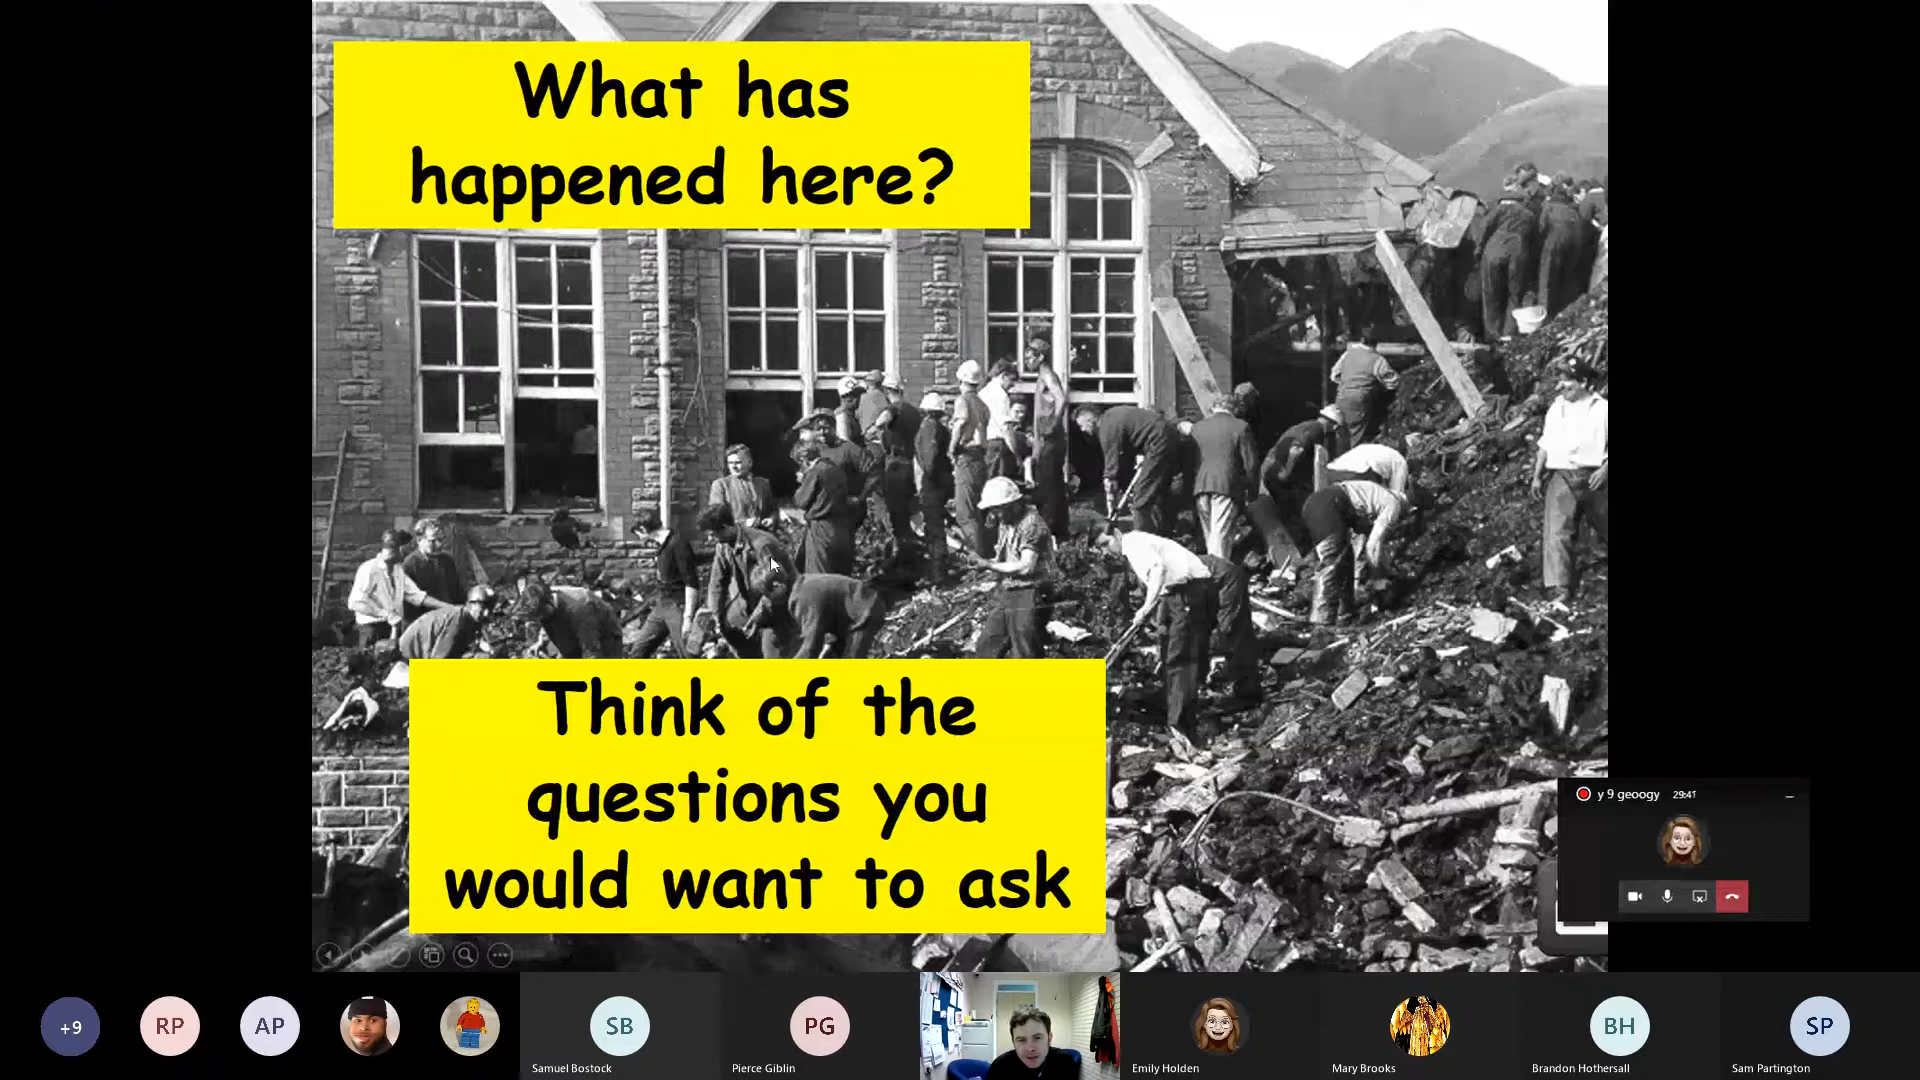 What has
happened here?
Think of the
questions you
would want to ask
y 9 geoogy 29:41
+9
RP
AP
SB
PG
BH
SP
Samuel Bostock
Pierce Giblin
Emily Holden
Mary Brooks
Brandon Hothersall
Sam Partington